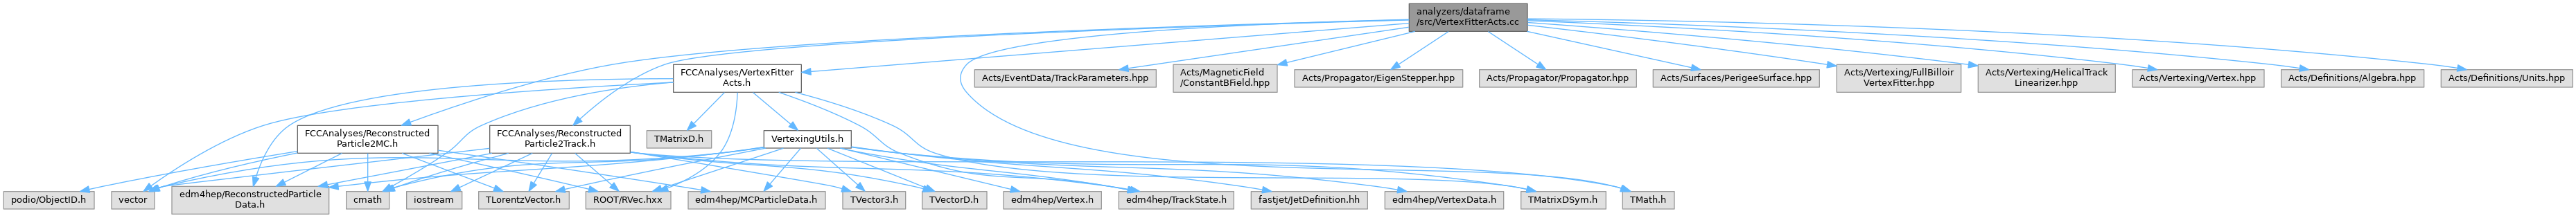 analyzers/dataframe
/src/VertexFitterActs.cc
FCCAnalyses/VertexFitter
Acts.h
Acts/EventData/TrackParameters.hpp
Acts/MagneticField
/ConstantBField.hpp
Acts/Propagator/EigenStepper.hpp
Acts/Propagator/Propagator.hpp
Acts/Surfaces/PerigeeSurface.hpp
Acts/Vertexing/FullBilloir
VertexFitter.hpp
Acts/Vertexing/HelicalTrack
Linearizer.hpp
Acts/Vertexing/Vertex.hpp
Acts/Definitions/Algebra.hpp
Acts/Definitions/Units.hpp
FCCAnalyses/Reconstructed
Particle2MC.h
FCCAnalyses/Reconstructed
Particle2Track.h
TMatrixD.h
VertexingUtils.h
podio/ObjectID.h
vector
edm4hep/ReconstructedParticle
Data.h
cmath
iostream
TLorentzVector.h
ROOT/RVec.hxx
edm4hep/MCParticleData.h
TVector3.h
TVectorD.h
edm4hep/Vertex.h
edm4hep/TrackState.h
fastjet/JetDefinition.hh
edm4hep/VertexData.h
TMatrixDSym.h
TMath.h